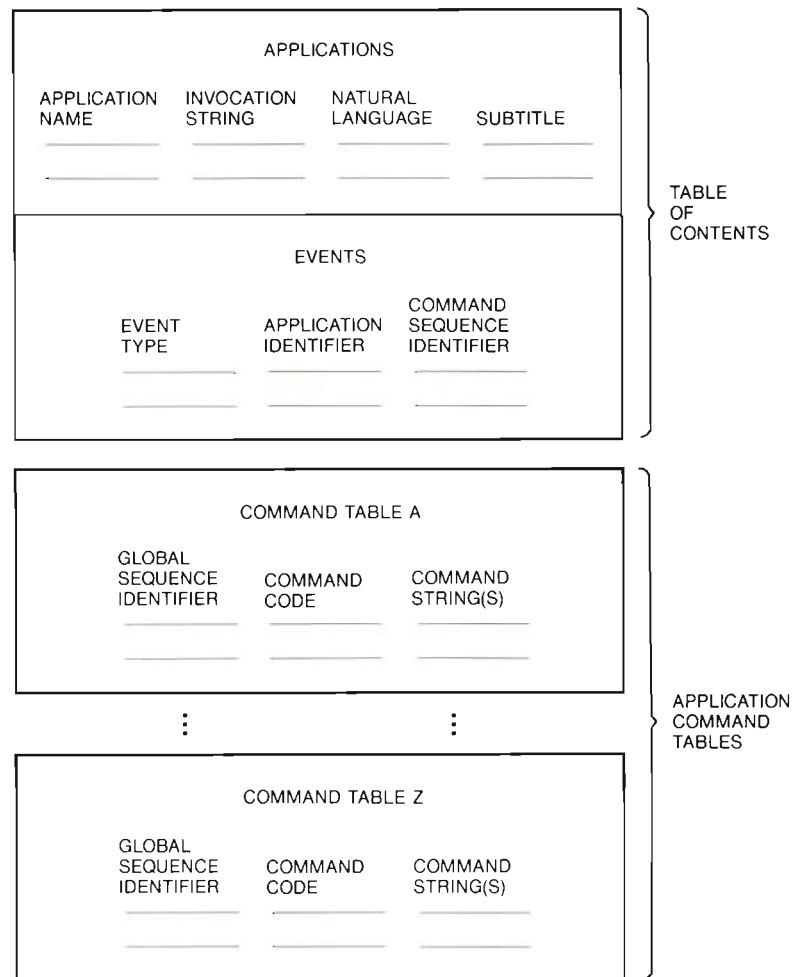 APPLICATIONS
APPLICATION NAME
INVOCATION STRING
NATURAL LANGUAGE
SUBTITLE
EVENTS
EVENT TYPE
APPLICATION IDENTIFIER
COMMAND SEQUENCE IDENTIFIER
TABLE
OF
CONTENTS
COMMAND TABLE A
GLOBAL SEQUENCE IDENTIFIER
COMMAND CODE
COMMAND STRING(S)
COMMAND TABLE Z
GLOBAL SEQUENCE IDENTIFIER
COMMAND CODE
COMMAND STRING(S)
APPLICATION
COMMAND
TABLES